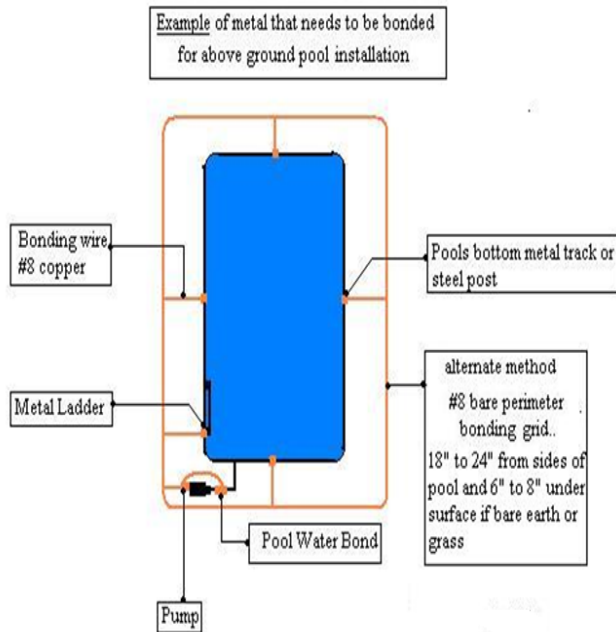 Example of metal that needs to be bonded
for above ground pool installation
Bonding wire
#8 copper
Pools bottom metal track or
steel post
Metal Ladder
alternate method
#8 bare perimeter
bonding grid..
18" to 24" from sides of
pool and 6" to 8" under
surface if bare earth or
grass
Pool Water Bond
Pump